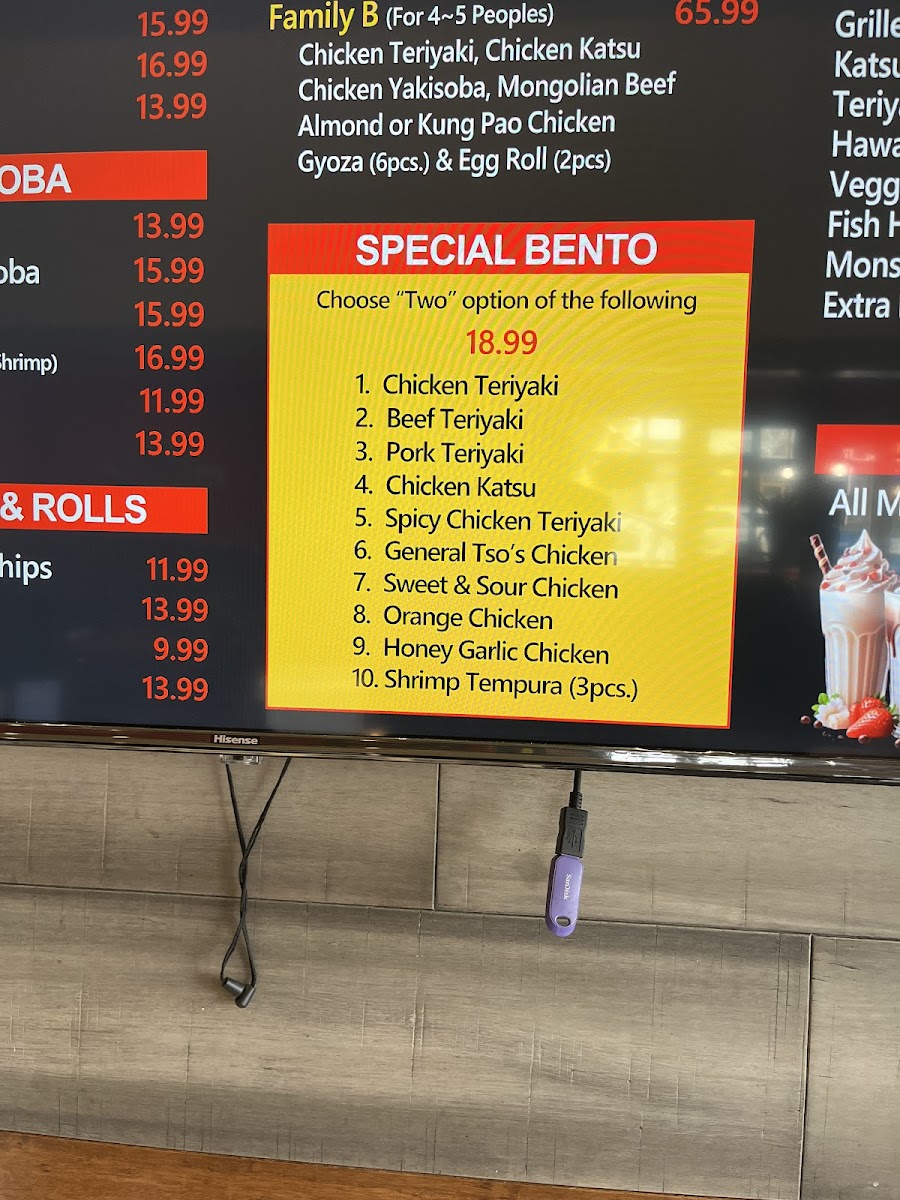 15.99
16.99
13.99
OBA
13.99
oba
15.99
15.99
Shrimp)
16.99
11.99
13.99
& ROLLS
hips
11.99
13.99
9.99
13.99
Family B (For 4~5 Peoples) 65.99
Chicken Teriyaki, Chicken Katsu
Chicken Yakisoba, Mongolian Beef
Almond or Kung Pao Chicken
Gyoza (6pcs.) & Egg Roll (2pcs)
SPECIAL BENTO
Choose “Two” option of the following
18.99
1. Chicken Teriyaki
2. Beef Teriyaki
3. Pork Teriyaki
4. Chicken Katsu
5. Spicy Chicken Teriyaki
6. General Tso's Chicken
7. Sweet & Sour Chicken
8. Orange Chicken
9. Honey Garlic Chicken
10. Shrimp Tempura (3pcs.)
Grille
Katsu
Teriya
Hawa
Vegg
Fish H
Mons
Extra
All M
Hisense
SanDisk